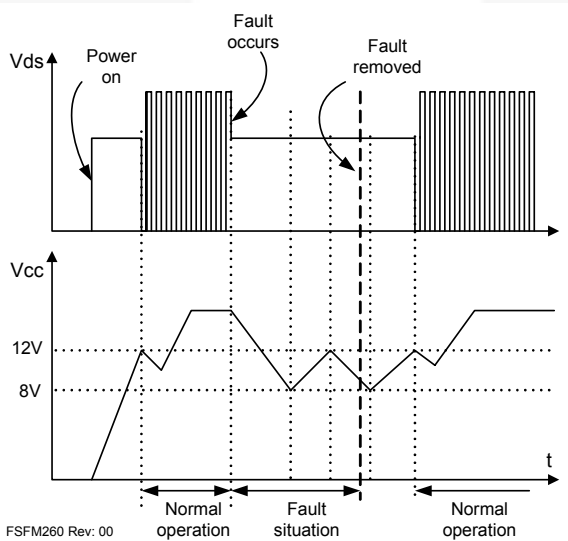 Fault
occurs
Fault
removed
Power
on
Vds
Vcc
12V
8V
t
Normal
operation
Fault
situation
Normal
operation
FSFM260 Rev: 00